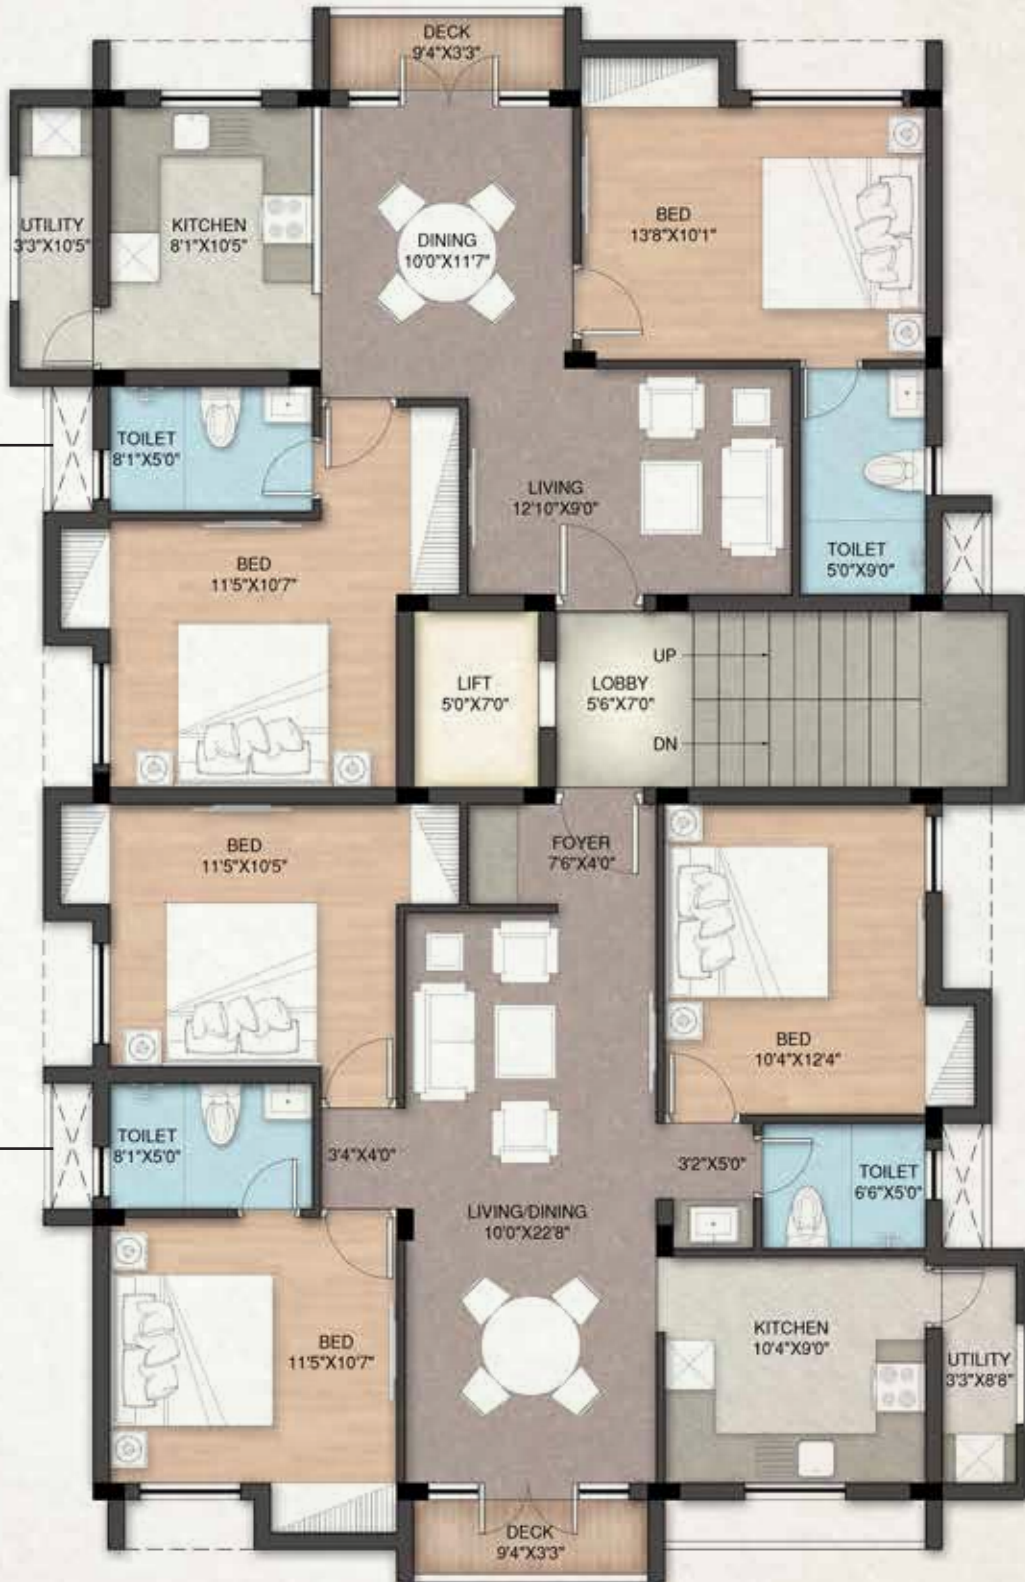 DECK
9'4"X3'3"
UTILITY
3'3"X10'5"
KITCHEN
8'1"X10'5"
DINING
10'0"X11'7"
BED
13'8"X10'1"
TOILET
8'1"X5'0"
LIVING
12'10"X9'0"
TOILET
5'0"X9'0"
BED
11'5"X10'7"
LIFT
5'0"X7'0"
LOBBY
5'6"X7'0"
UP
DN
BED
11'5"X10'5"
FOYER
7'6"X4'0"
BED
10'4"X12'4"
TOILET
8'1"X5'0"
3'4"X4'0"
3'2"X5'0"
TOILET
6'6"X5'0"
LIVING/DINING
10'0"X22'8"
BED
11'5"X10'7"
KITCHEN
10'4"X9'0"
UTILITY
3'3"X8'8"
DECK
9'4"X3'3"